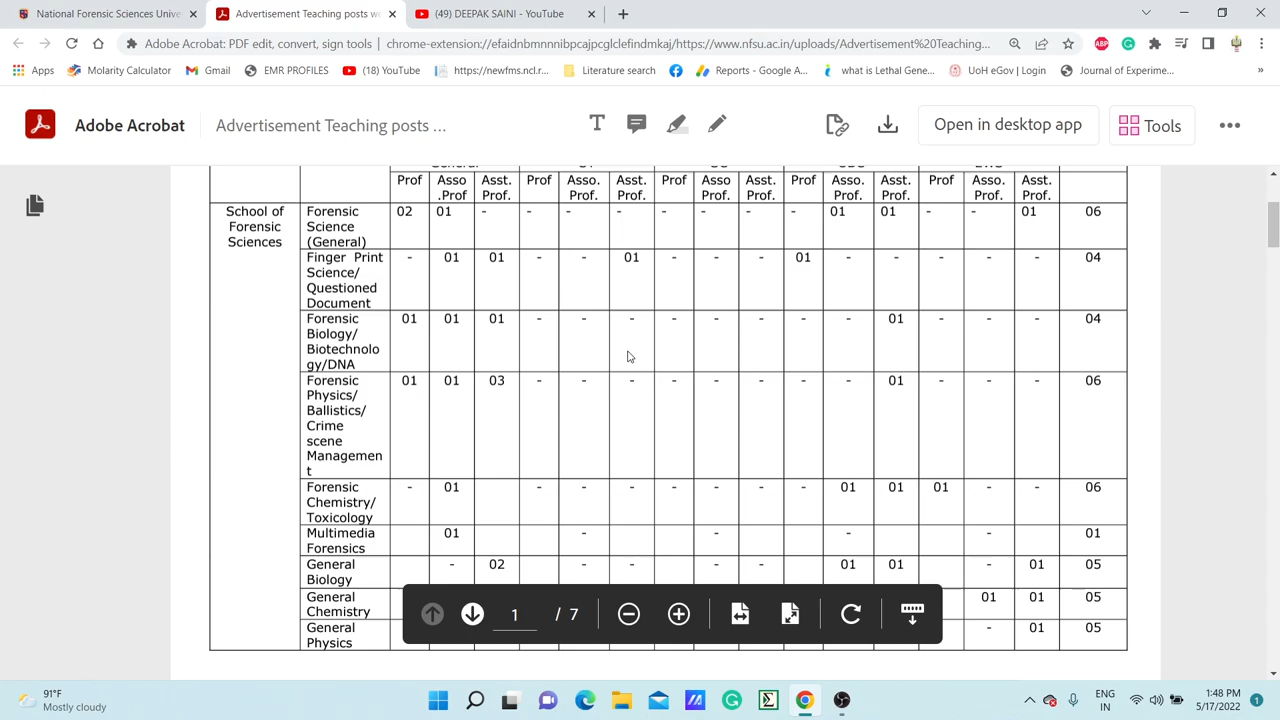 National Forensic Sciences Unive
Advertisement Teaching posts we
(49) DEEPAK SAINI - YouTube
Adobe Acrobat: PDF edit, convert, sign tools | chrome-extension://efaidnbmnnnibpcajpcglclefindmkaj/https://www.nfsu.ac.in/uploads/Advertisement%20Teaching...
Apps Molarity Calculator Gmail EMR PROFILES (18) YouTube https://newfms.ncl.r... Literature search Reports - Google A... what is Lethal Gene... UoH eGov | Login Journal of Experime... »
Adobe Acrobat Advertisement Teaching posts ... Open in desktop app Tools
Prof Asso Asst. Prof Asso. Asst. Prof Asso Asst. Prof Asso. Asst. Prof Asso. Asst.
.Prof Prof. Prof. Prof. Prof. Prof. Prof. Prof. Prof. Prof.
School of Forensic 02 01 - - - - - - - - 01 01 - - 01 06
Forensic Science
Sciences (General)
Finger Print - 01 01 - - 01 - - - 01 - - - - - 04
Science/
Questioned
Document
Forensic 01 01 01 - - - - - - - - 01 - - - 04
Biology/
Biotechnolo
gy/DNA
Forensic 01 01 03 - - - - - - - - 01 - - - 06
Physics/
Ballistics/
Crime
scene
Managemen
t
Forensic - 01 - - - - - - - 01 01 01 - - 06
Chemistry/
Toxicology
Multimedia 01 - - - - 01
Forensics
General - 02 - - - - 01 01 - 01 05
Biology
General 01 01 05
Chemistry
General - 01 05
Physics
1 / 7
91°F
Mostly cloudy
ENG
IN
1:48 PM
5/17/2022
1